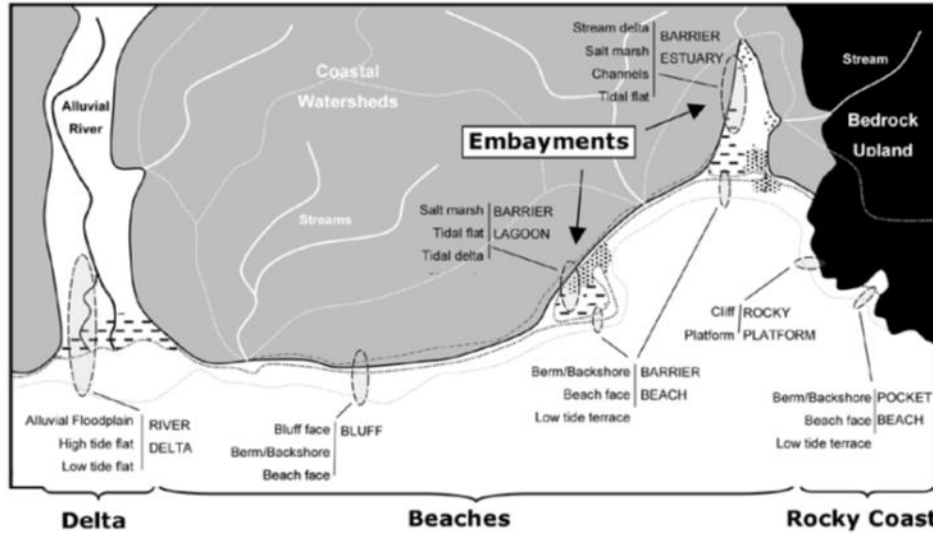 Stream delta
Salt marsh
Channels
Tidal flat
BARRIER
ESTUARY
Stream
Bedrock
Upland
Alluvial
River
Coastal
Watersheds
Embayments
Streams
Salt marsh
Tidal flat
Tidal delta
BARRIER
LAGOON
Cliff
Platform
ROCKY
PLATFORM
Berm/Backshore
Beach face
Low tide terrace
BARRIER
BEACH
Berm/Backshore
Beach face
Low tide terrace
POCKET
BEACH
Alluvial Floodplain
High tide flat
Low tide flat
RIVER
DELTA
Bluff face
Berm/Backshore
Beach face
BLUFF
Delta
Beaches
Rocky Coast